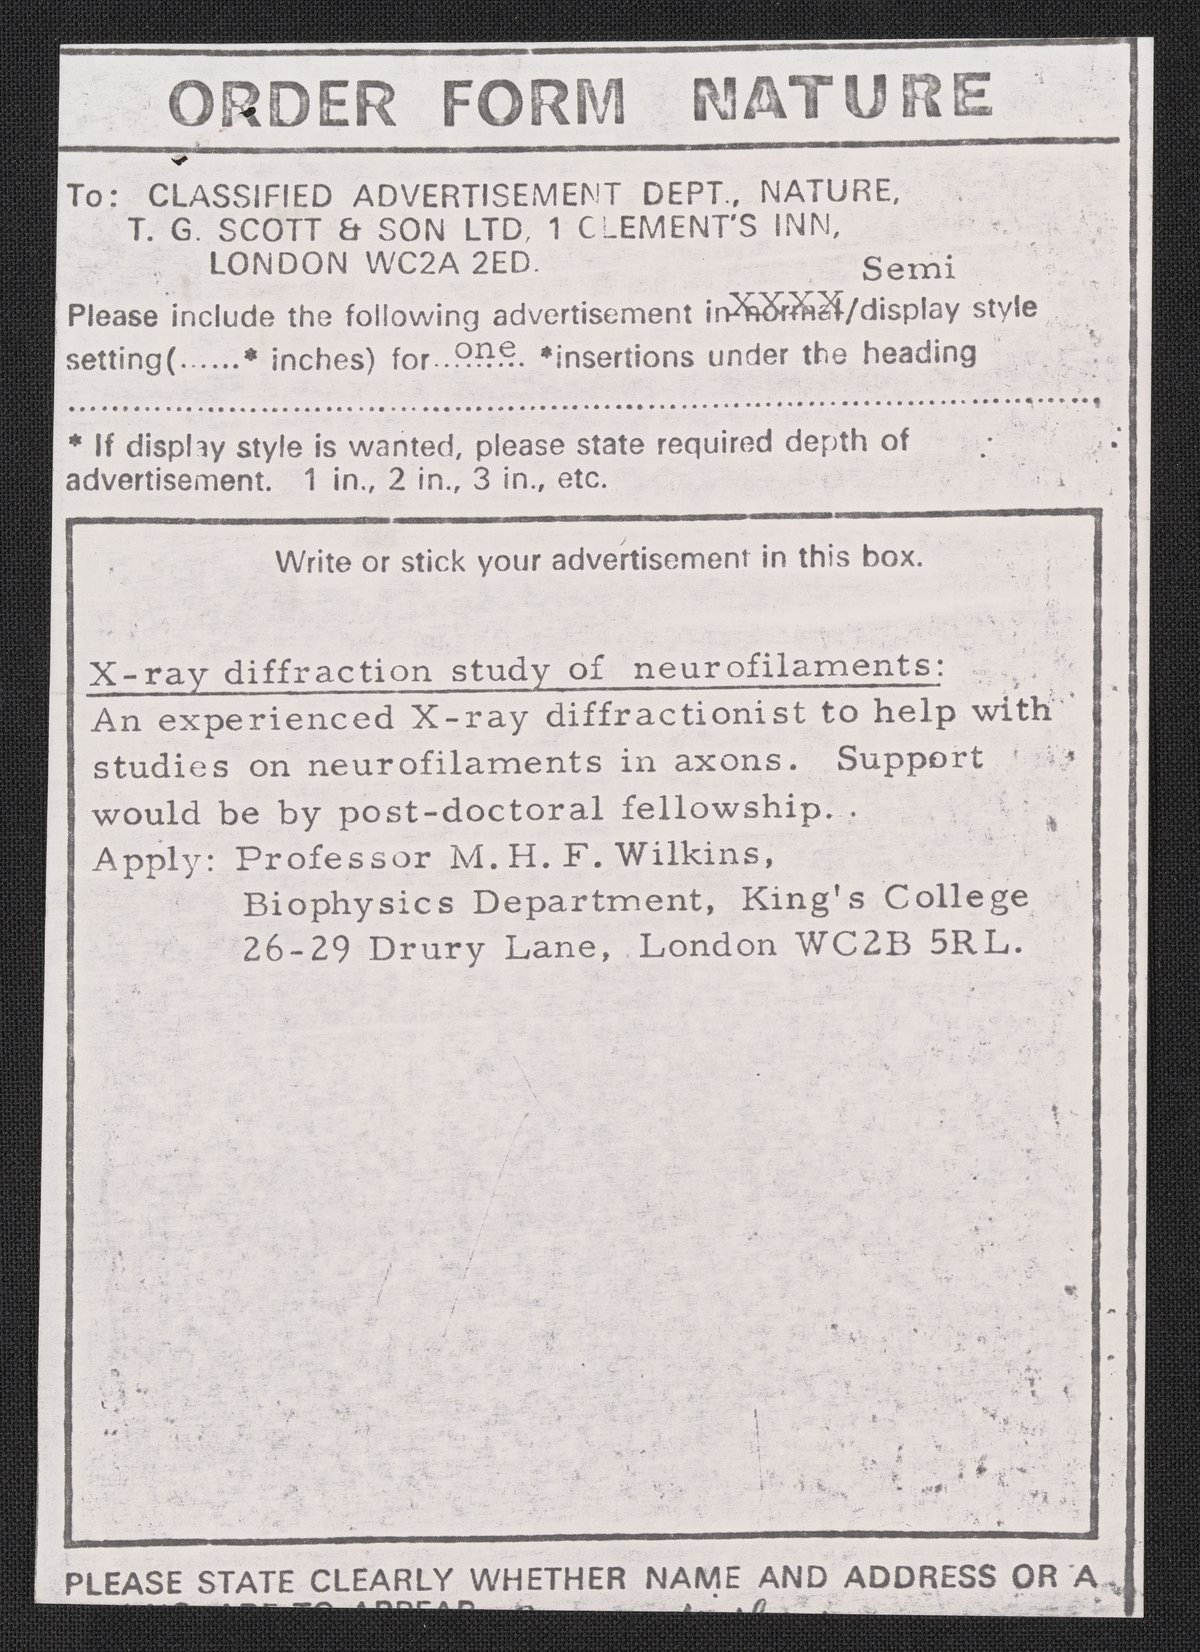 ORDER FORM NATURE
To: CLASSIFIED ADVERTISEMENT DEPT., NATURE,
T. G. SCOTT & SON LTD, 1 CLEMENT'S INN,
LONDON WC2A 2ED.
Semi
Please include the following advertisement in normal/display style
setting(......* inches) for...one. *insertions under the heading
* If display style is wanted, please state required depth of
advertisement. 1 in., 2 in., 3 in., etc.
Write or stick your advertisement in this box.
X-ray diffraction study of neurofilaments:
An experienced X-ray diffractionist to help with
studies on neurofilaments in axons. Support
would be by post-doctoral fellowship. .
Apply: Professor M. H. F. Wilkins,
Biophysics Department, King's College
26-29 Drury Lane, London WC2B 5RL.
PLEASE STATE CLEARLY WHETHER NAME AND ADDRESS OR A
ARE TO APPEAR